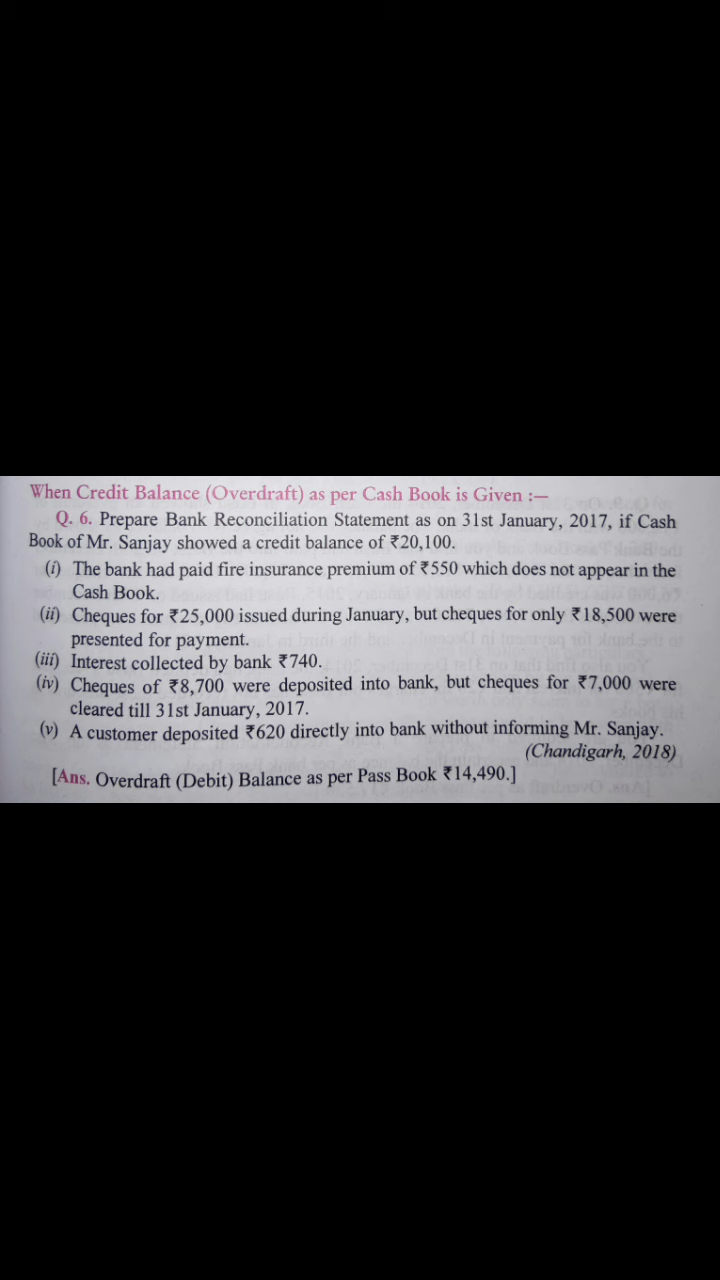 When Credit Balance (Overdraft) as per Cash Book is Given :—
Q. 6. Prepare Bank Reconciliation Statement as on 31st January, 2017, if Cash
Book of Mr. Sanjay showed a credit balance of ₹20,100.
(i) The bank had paid fire insurance premium of ₹550 which does not appear in the
Cash Book.
(ii) Cheques for ₹25,000 issued during January, but cheques for only ₹18,500 were
presented for payment.
(iii) Interest collected by bank ₹740.
(iv) Cheques of ₹8,700 were deposited into bank, but cheques for ₹7,000 were
cleared till 31st January, 2017.
(v) A customer deposited ₹620 directly into bank without informing Mr. Sanjay.
(Chandigarh, 2018)
[Ans. Overdraft (Debit) Balance as per Pass Book ₹14,490.]